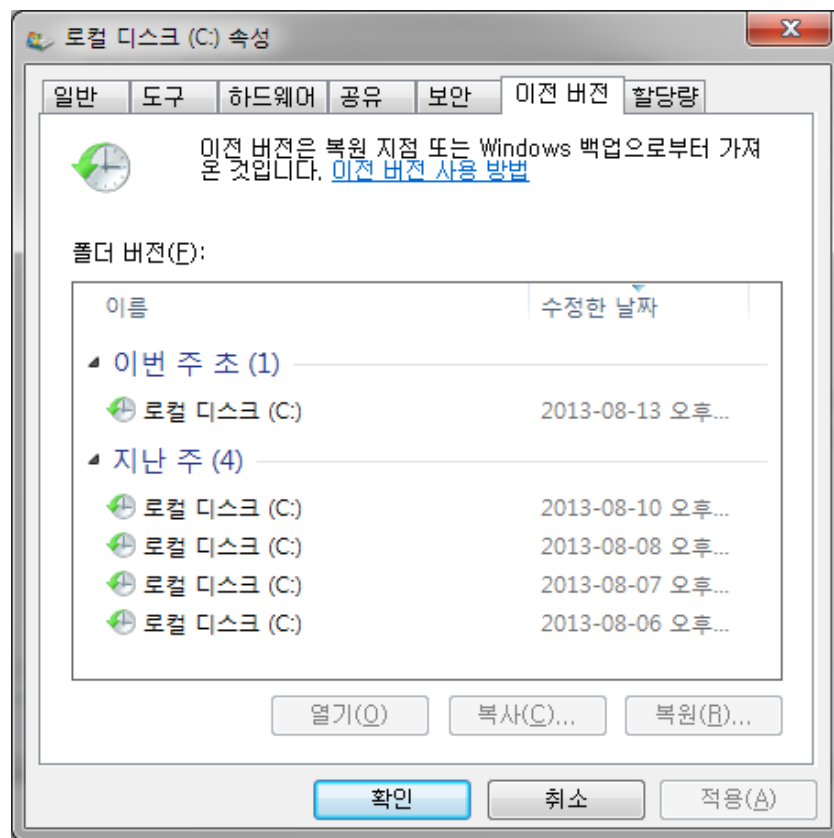 로컬 디스크 (C:) 속성
일반 도구 하드웨어 공유 보안 이전 버전 할당량
이전 버전은 복원 지점 또는 Windows 백업으로부터 가져
온 것입니다. 이전 버전 사용 방법
폴더 버전(F):
이름 수정한 날짜
이번 주 초 (1)
로컬 디스크 (C:) 2013-08-13 오후...
지난 주 (4)
로컬 디스크 (C:) 2013-08-10 오후...
로컬 디스크 (C:) 2013-08-08 오후...
로컬 디스크 (C:) 2013-08-07 오후...
로컬 디스크 (C:) 2013-08-06 오후...
열기(O) 복사(C)... 복원(R)...
확인 취소 적용(A)